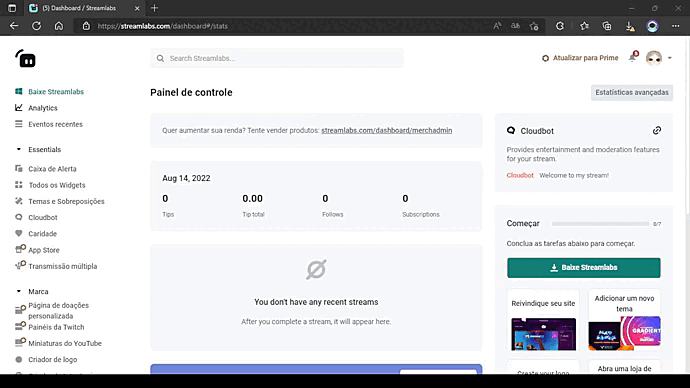 (5) Dashboard / Streamlabs
https://streamlabs.com/dashboard#/stats
Search Streamlabs...
Atualizar para Prime
Baixe Streamlabs
Analytics
Eventos recentes
Essentials
Caixa de Alerta
Todos os Widgets
Temas e Sobreposições
Cloudbot
Caridade
App Store
Transmissão múltipla
Marca
Página de doações
personalizada
Painéis da Twitch
Miniaturas do YouTube
Criador de logo
Painel de controle
Estatísticas avançadas
Quer aumentar sua renda? Tente vender produtos: streamlabs.com/dashboard/merchadmin
Aug 14, 2022
0 0.00 0 0
Tips Tip total Follows Subscriptions
You don't have any recent streams
After you complete a stream, it will appear here.
Cloudbot
Provides entertainment and moderation features
for your stream.
Cloudbot Welcome to my stream!
Começar 0/7
Conclua as tarefas abaixo para começar.
Baixe Streamlabs
Reivindique seu site
Adicionar um novo
tema
GRADIENT
Create your logo
Abra uma loja de